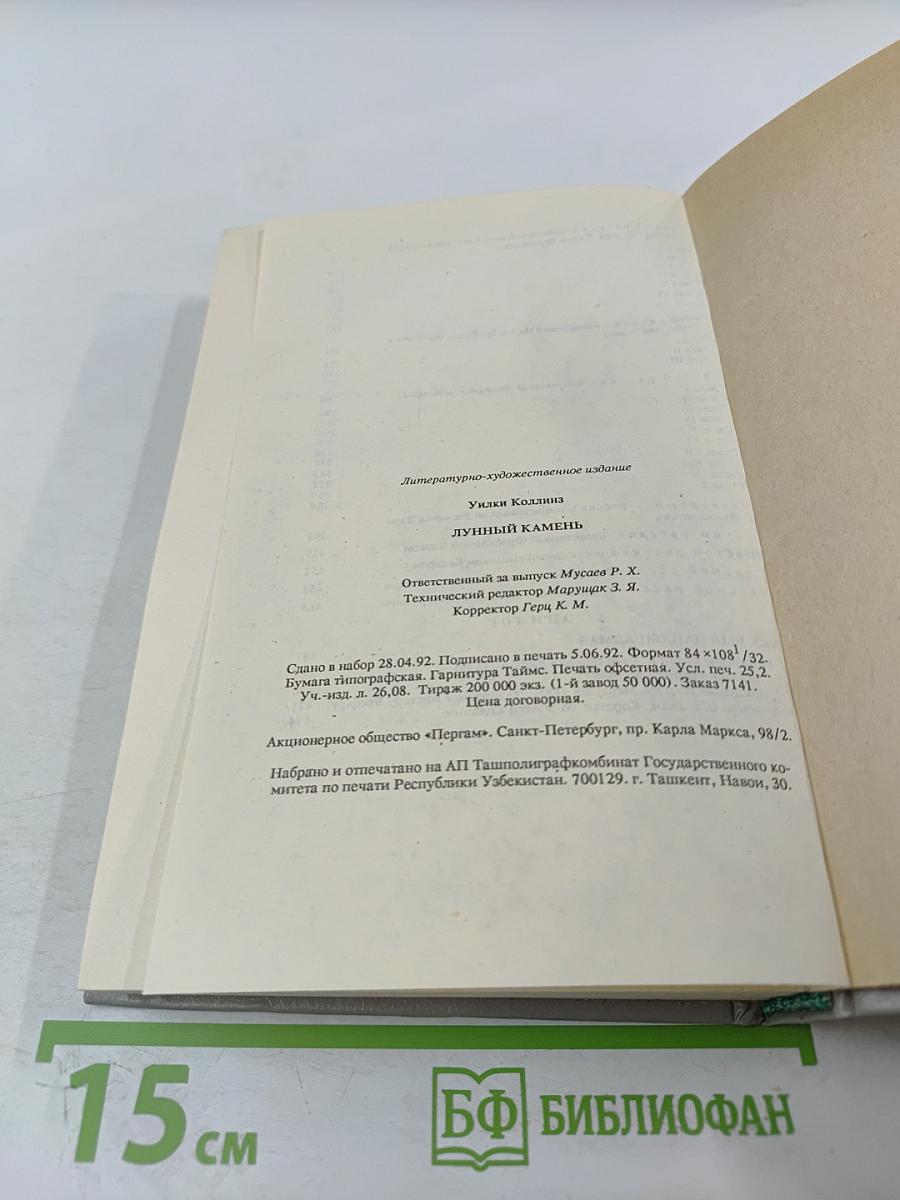 Литературно-художественное издание
Уилки Коллинз
ЛУННЫЙ КАМЕНЬ
Ответственный за выпуск Мусаев Р. Х.
Технический редактор Марущак З. Я.
Корректор Герц К. М.
Сдано в набор 28.04.92. Подписано в печать 5.06.92. Формат 84×108¹/32.
Бумага типографская. Гарнитура Таймс. Печать офсетная. Усл. печ. 25,2.
Уч.-изд. л. 26,08. Тираж 200 000 экз. (1-й завод 50 000). Заказ 7141.
Цена договорная.
Акционерное общество «Пергам». Санкт-Петербург, пр. Карла Маркса, 98/2.
Набрано и отпечатано на АП Ташполиграфкомбинат Государственного ко-
митета по печати Республики Узбекистан. 700129. г. Ташкент, Навои, 30.
15 см
БФ БИБЛИОФАН